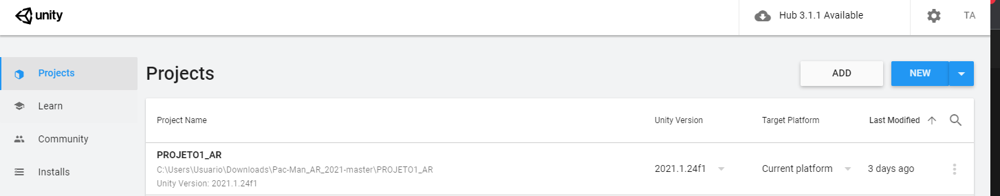 unity
Hub 3.1.1 Available
TA
Projects
Learn
Community
Installs
Projects
ADD
NEW
Project Name
Unity Version
Target Platform
Last Modified
PROJETO1_AR
C:\Users\Usuario\Downloads\Pac-Man_AR_2021-master\PROJETO1_AR
Unity Version: 2021.1.24f1
2021.1.24f1
Current platform
3 days ago